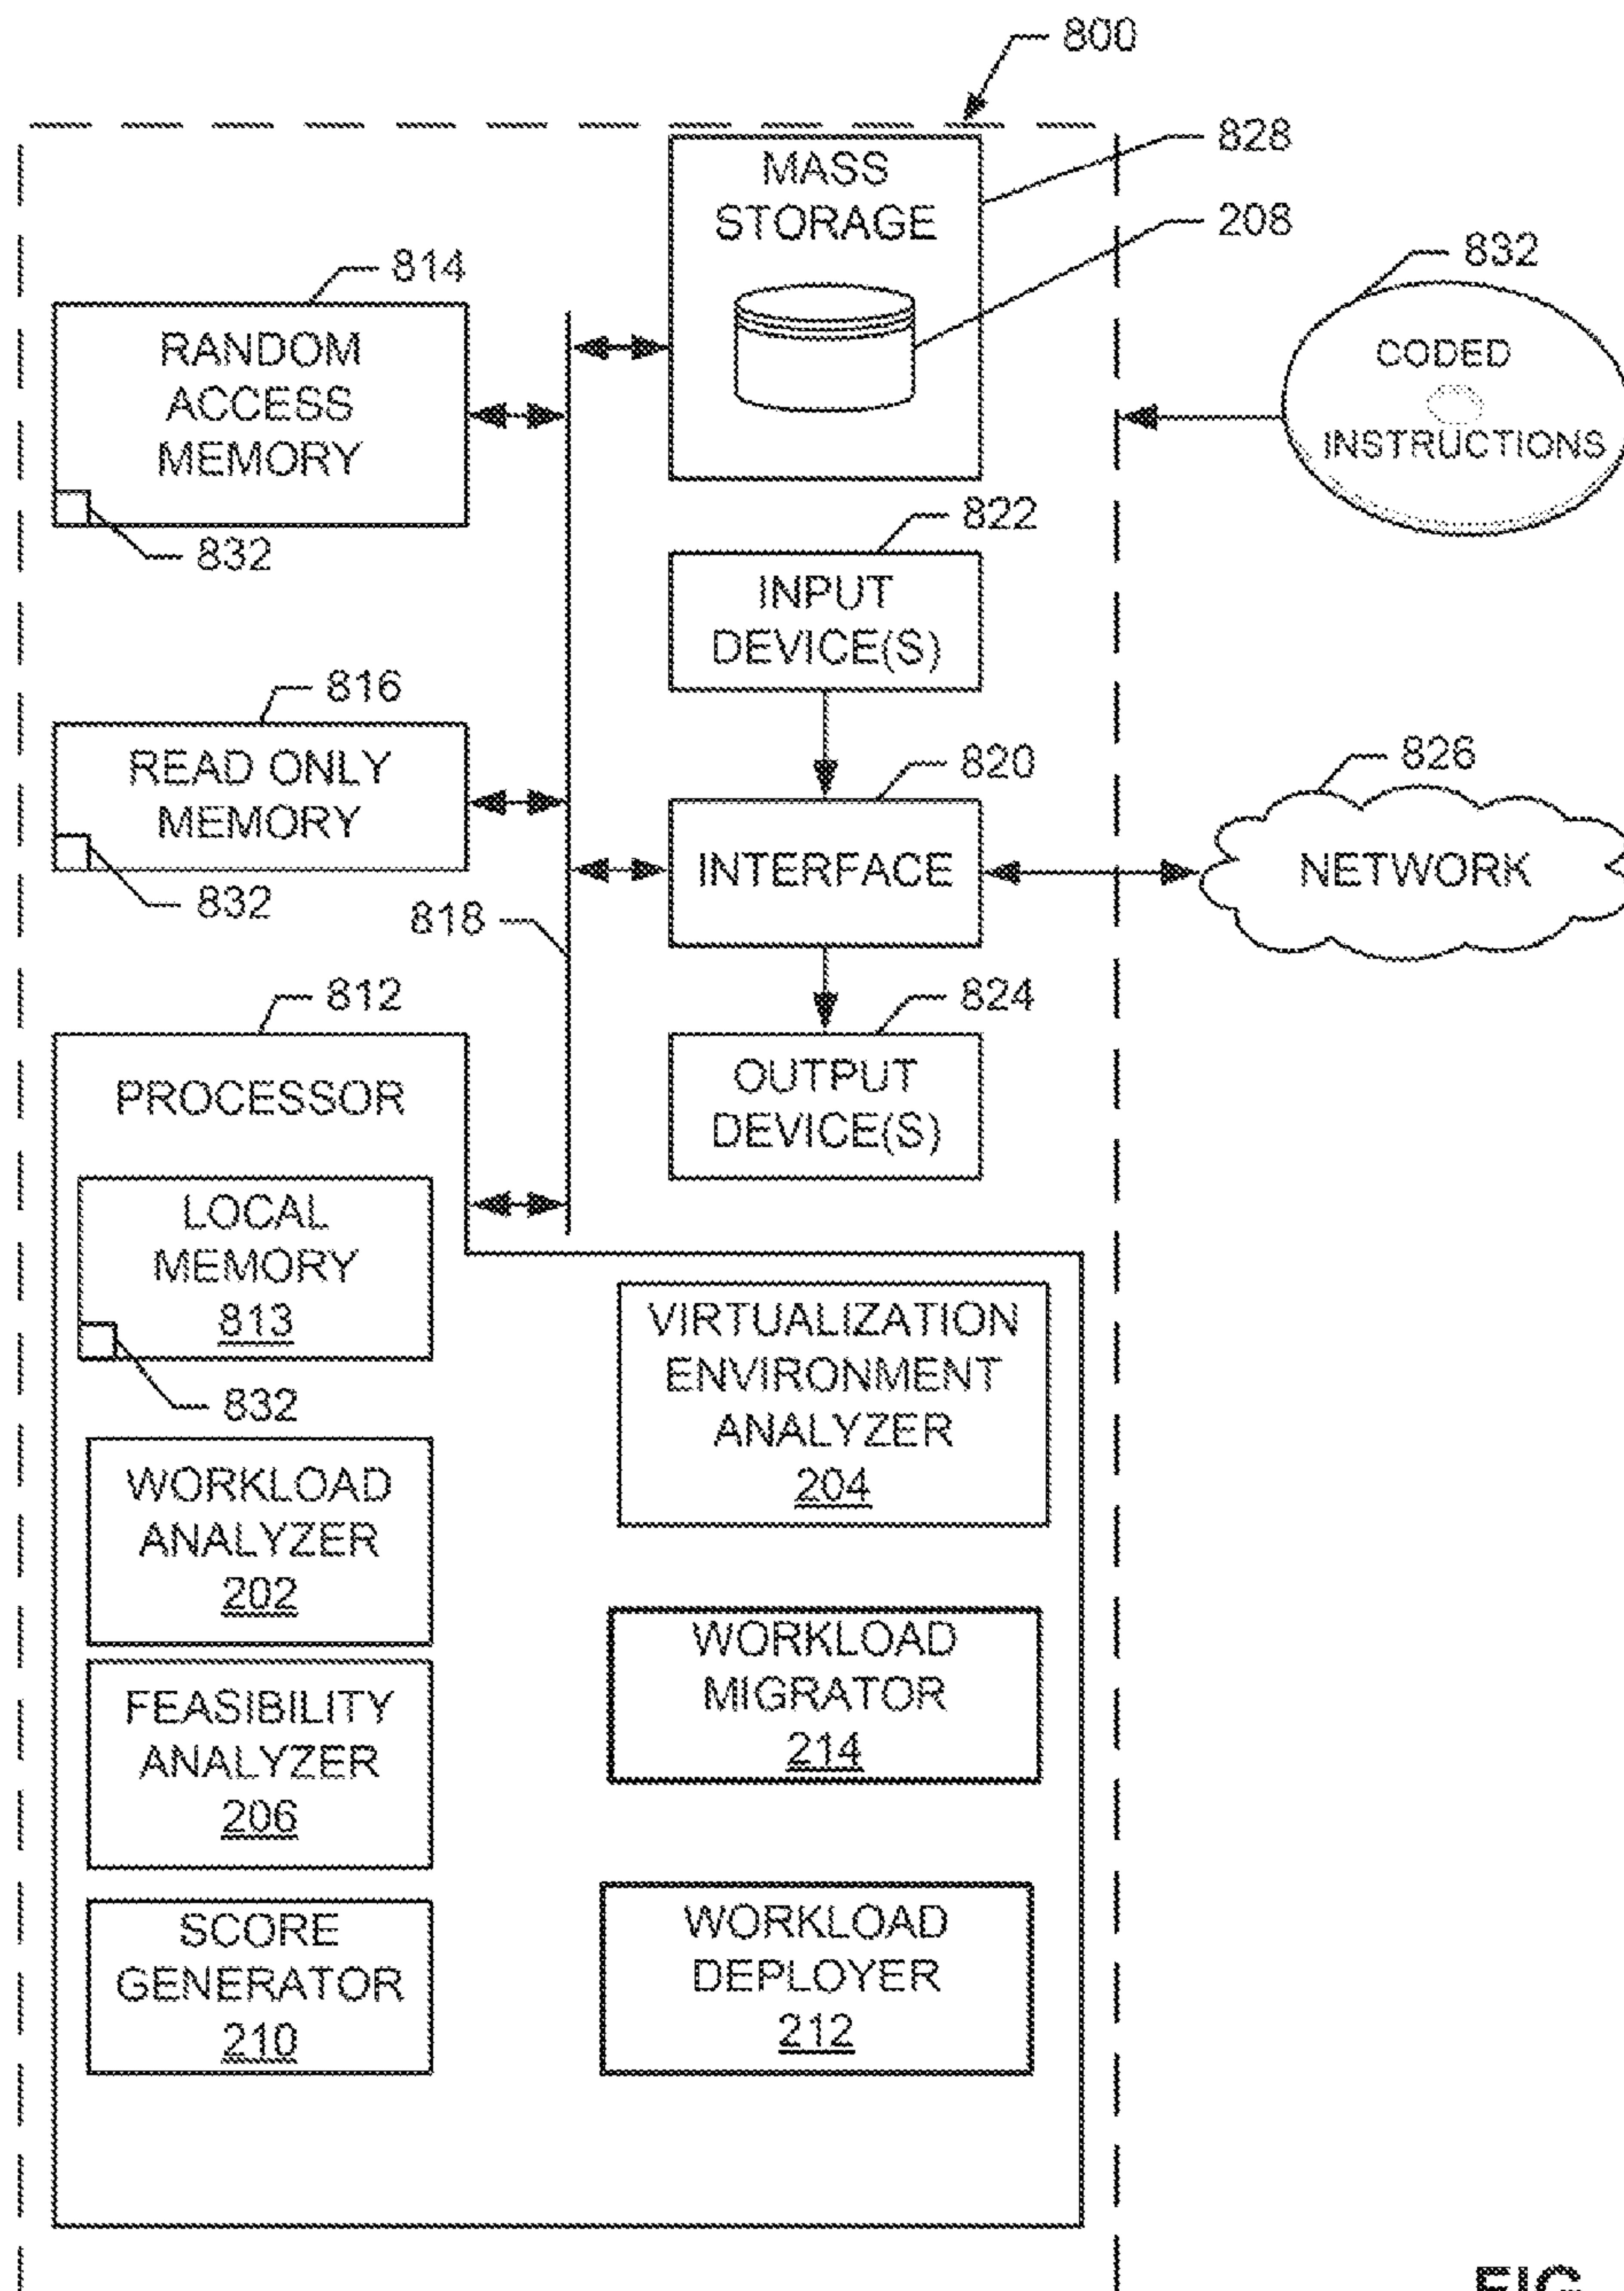 800
MASS
STORAGE
828
208
814
RANDOM
ACCESS
MEMORY
832
832
CODED
INSTRUCTIONS
822
INPUT
DEVICE(S)
816
READ ONLY
MEMORY
832
818
820
INTERFACE
826
NETWORK
824
OUTPUT
DEVICE(S)
812
PROCESSOR
LOCAL
MEMORY
813
832
VIRTUALIZATION
ENVIRONMENT
ANALYZER
204
WORKLOAD
ANALYZER
202
WORKLOAD
MIGRATOR
214
FEASIBILITY
ANALYZER
206
SCORE
GENERATOR
210
WORKLOAD
DEPLOYER
212
FIG